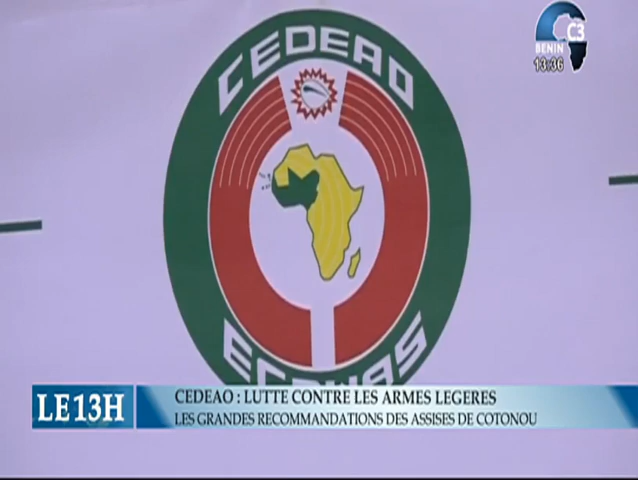 CEDEAO
C3
BENIN
13:36
ECOWAS
LE13H
CEDEAO : LUTTE CONTRE LES ARMES LEGERES
LES GRANDES RECOMMANDATIONS DES ASSISES DE COTONOU